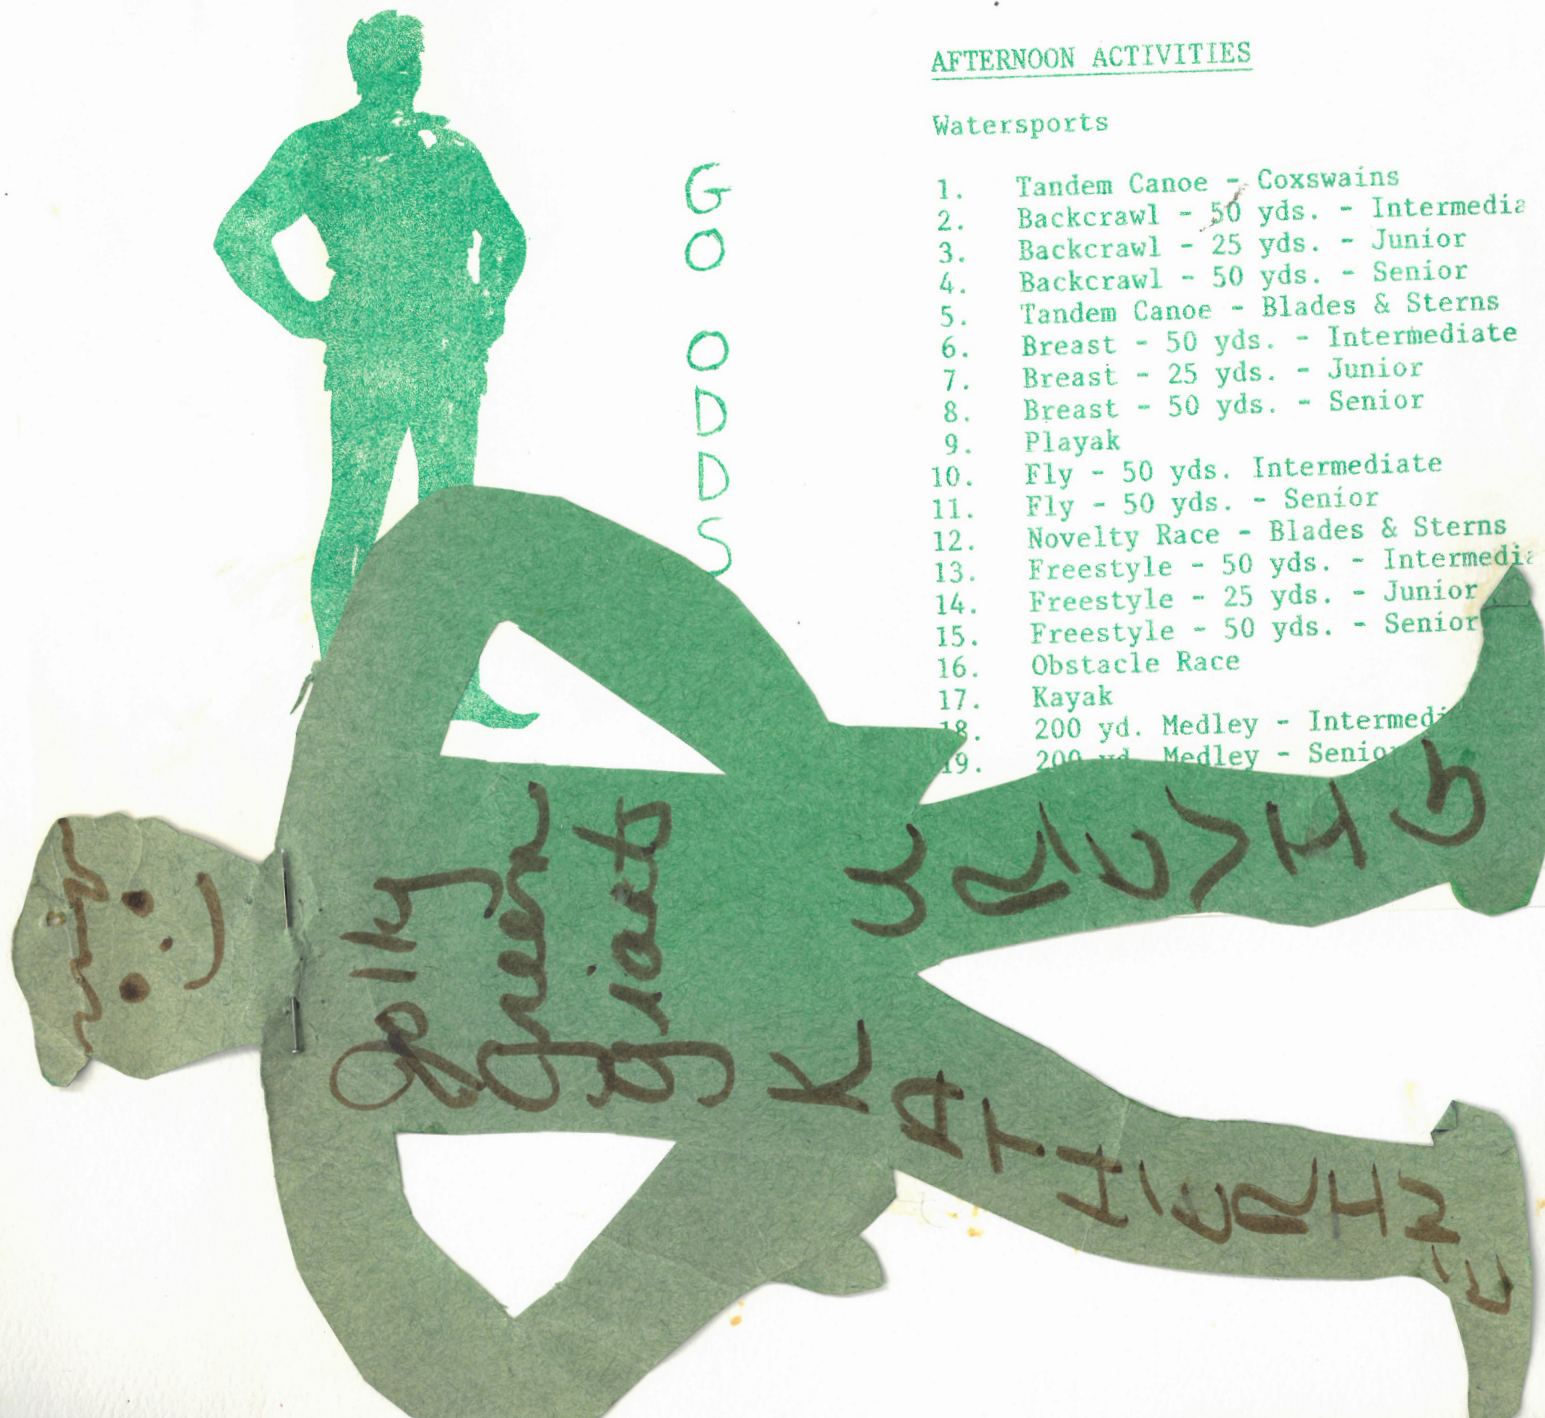 AFTERNOON ACTIVITIES
Watersports
1. Tandem Canoe - Coxswains
2. Backcrawl - 50 yds. - Intermedia
3. Backcrawl - 25 yds. - Junior
4. Backcrawl - 50 yds. - Senior
5. Tandem Canoe - Blades & Sterns
6. Breast - 50 yds. - Intermediate
7. Breast - 25 yds. - Junior
8. Breast - 50 yds. - Senior
9. Playak
10. Fly - 50 yds. Intermediate
11. Fly - 50 yds. - Senior
12. Novelty Race - Blades & Sterns
13. Freestyle - 50 yds. - Intermedia
14. Freestyle - 25 yds. - Junior
15. Freestyle - 50 yds. - Senior
16. Obstacle Race
17. Kayak
18. 200 yd. Medley - Intermedi
19. 200 yd. Medley - Senio
GO
ODDS
Jolly
green
giants